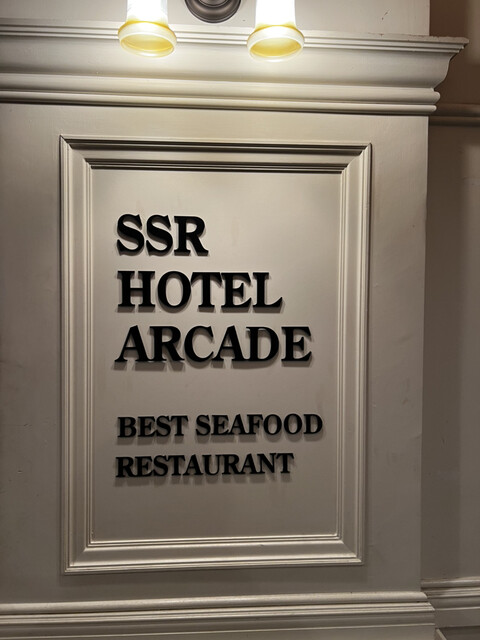 SSR
HOTEL
ARCADE
BEST SEAFOOD
RESTAURANT